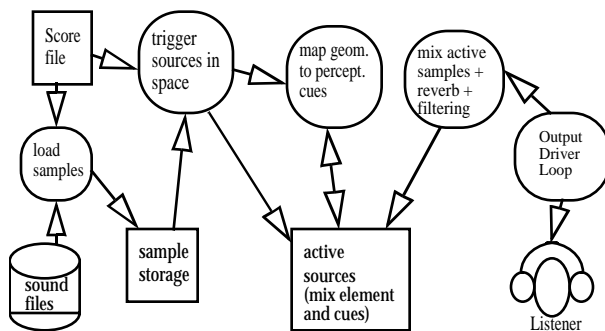 Score
file
trigger
sources in
space
map geom.
to percept.
cues
mix active
samples +
reverb +
filtering
Output
Driver
Loop
load
samples
sound
files
sample
storage
active
sources
(mix element
and cues)
Listener